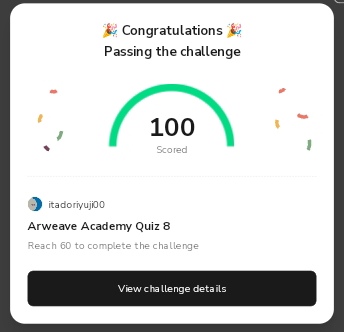 🎉 Congratulations 🎉
Passing the challenge
100
Scored
itadoriyuji00
Arweave Academy Quiz 8
Reach 60 to complete the challenge
View challenge details